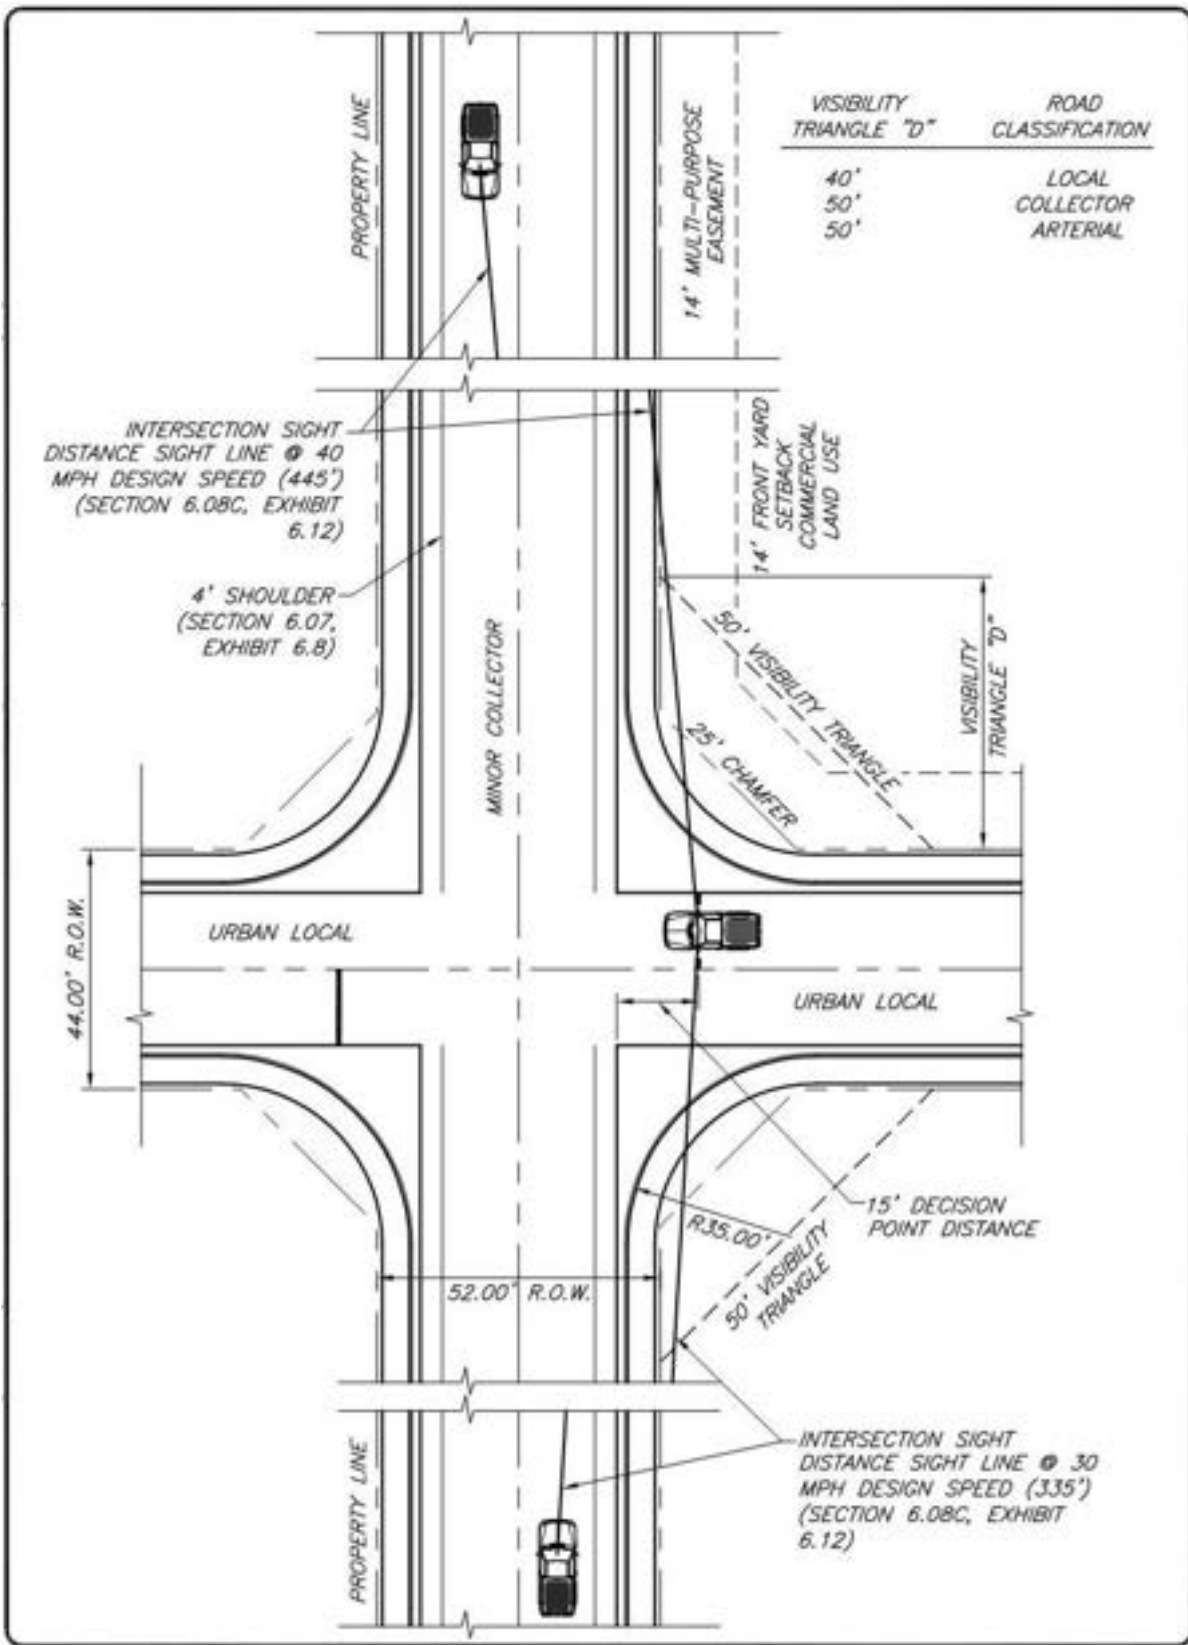 PROPERTY LINE
14' MULTI-PURPOSE
EASEMENT
VISIBILITY
TRIANGLE "D"
ROAD
CLASSIFICATION
40' LOCAL
50' COLLECTOR
50' ARTERIAL
INTERSECTION SIGHT
DISTANCE SIGHT LINE @ 40
MPH DESIGN SPEED (445')
(SECTION 6.08C, EXHIBIT
6.12)
14' FRONT YARD
SETBACK
COMMERCIAL
LAND USE
4' SHOULDER
(SECTION 6.07,
EXHIBIT 6.8)
MINOR COLLECTOR
50' VISIBILITY TRIANGLE
25' CHAMFER
VISIBILITY
TRIANGLE "D"
44.00' R.O.W.
URBAN LOCAL
URBAN LOCAL
15' DECISION
POINT DISTANCE
R35.00'
50' VISIBILITY
TRIANGLE
52.00' R.O.W.
PROPERTY LINE
INTERSECTION SIGHT
DISTANCE SIGHT LINE @ 30
MPH DESIGN SPEED (335')
(SECTION 6.08C, EXHIBIT
6.12)